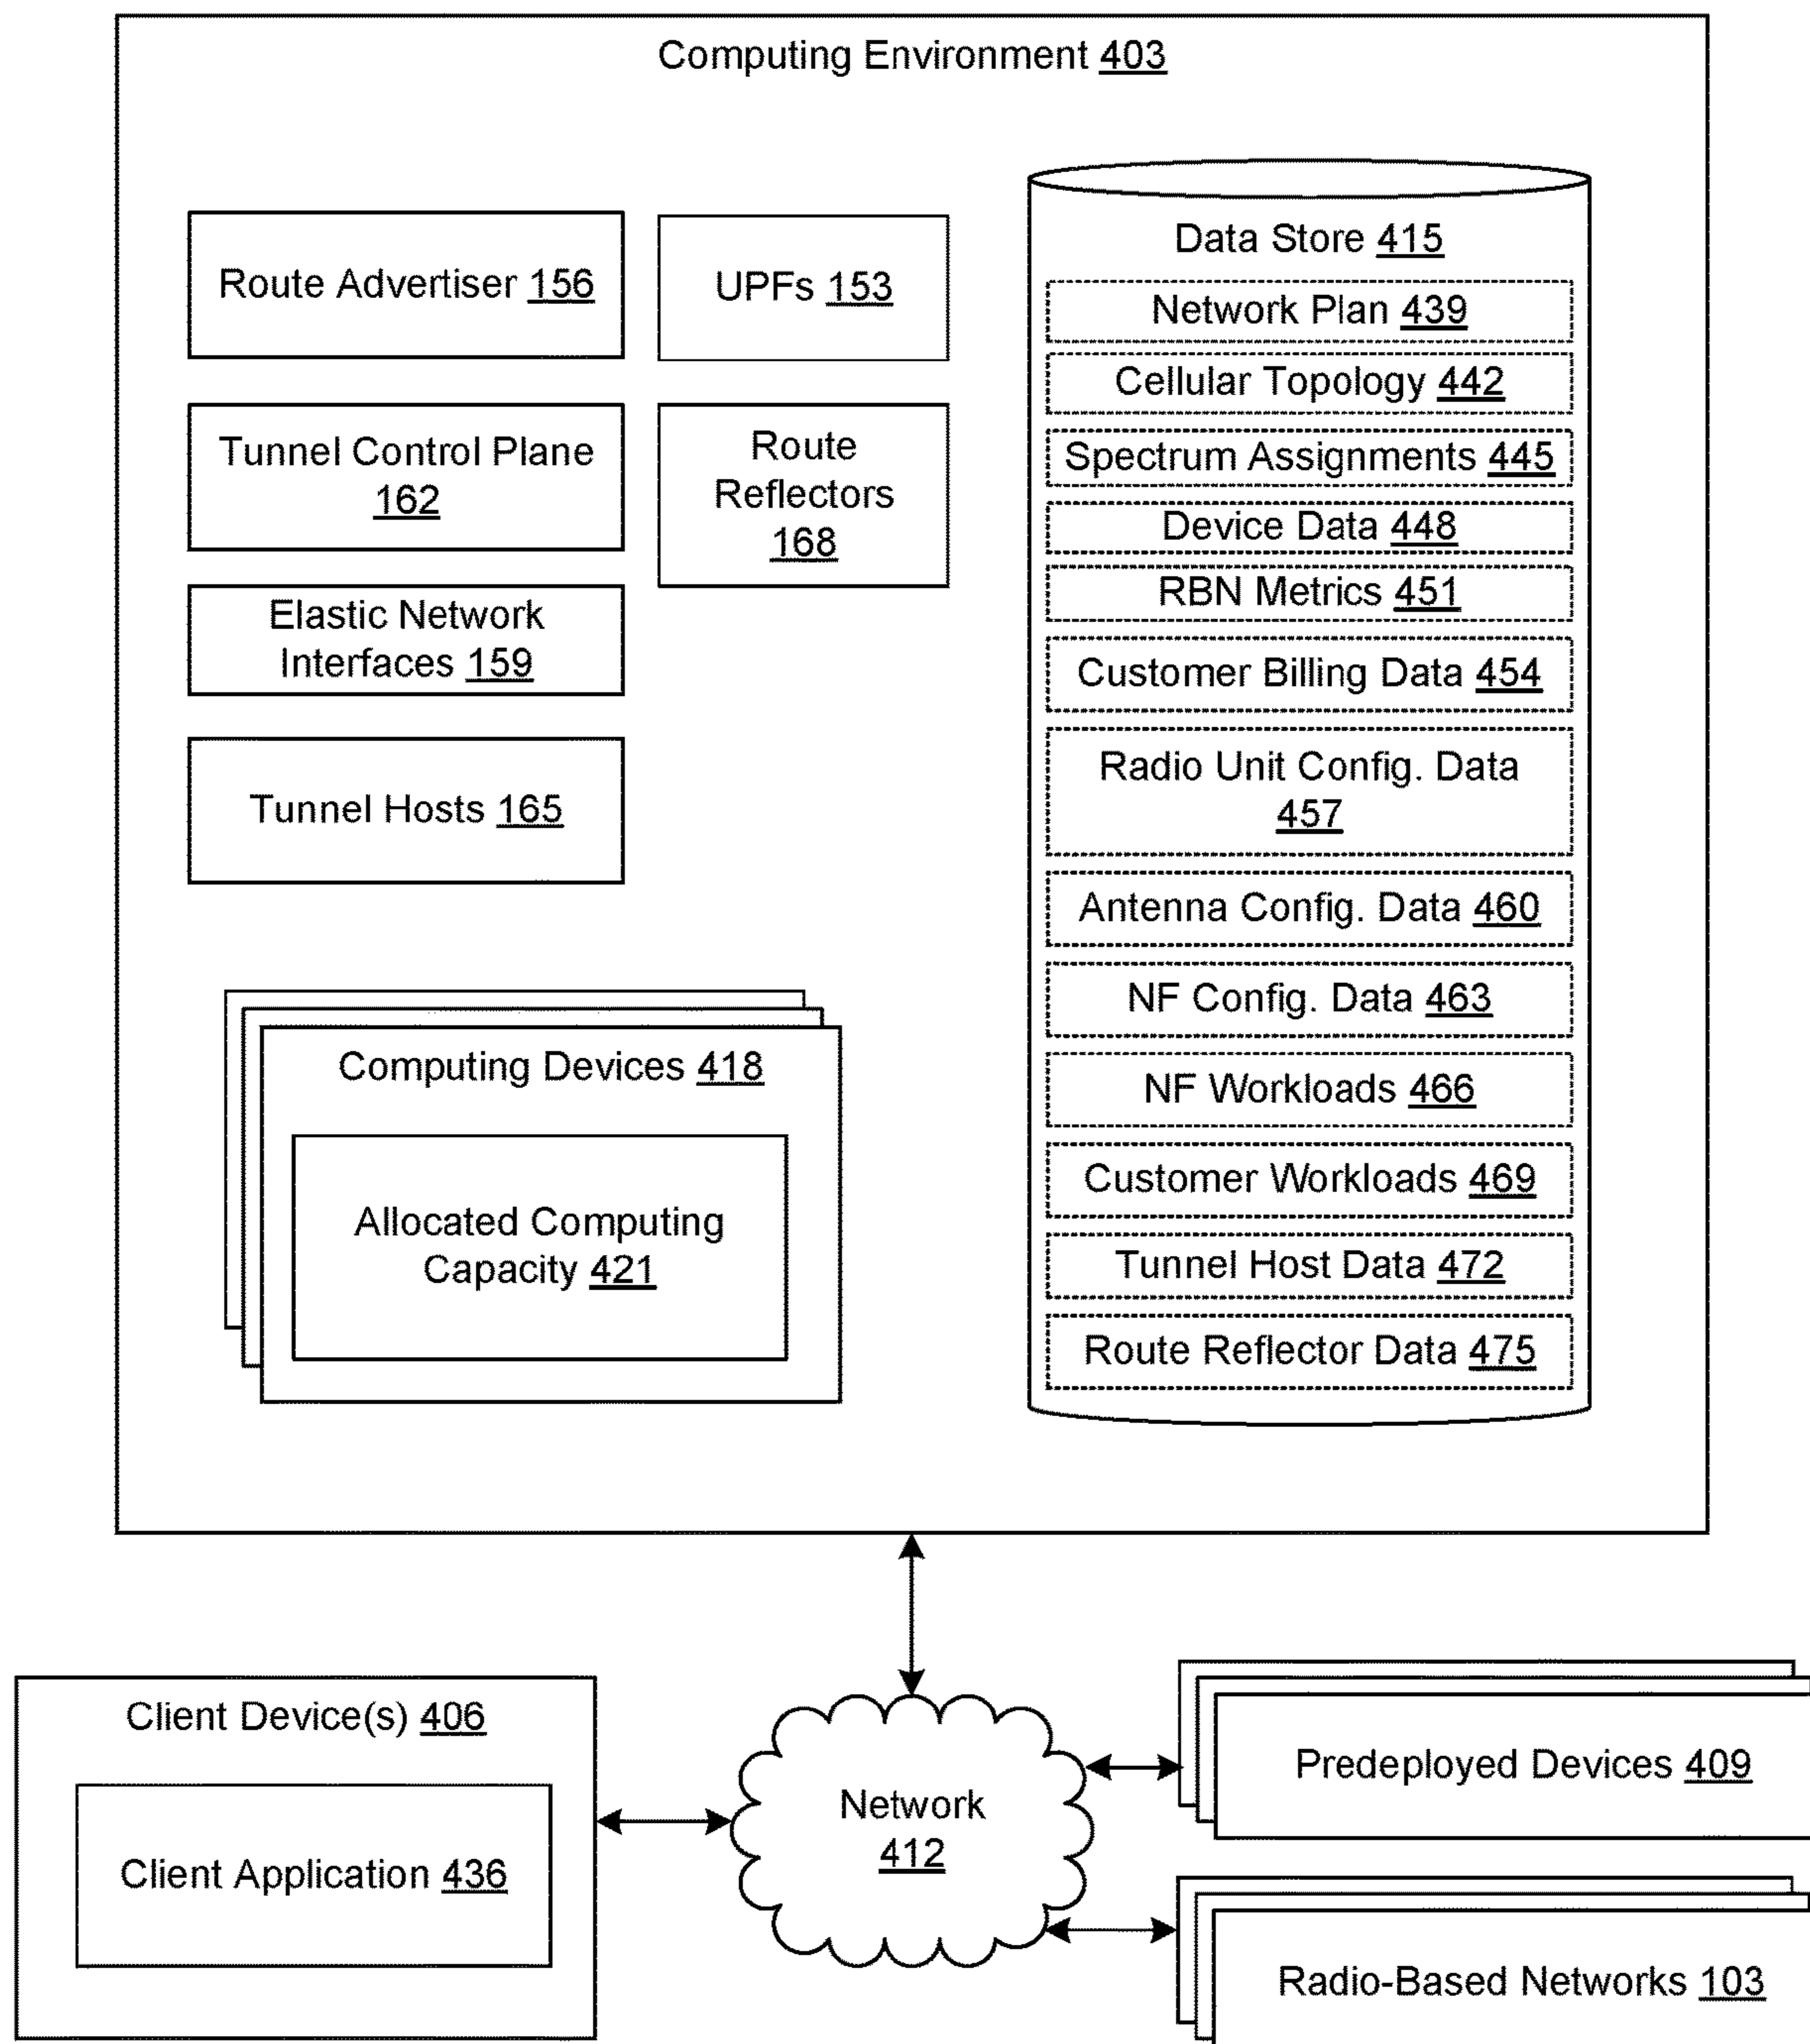 Computing Environment 403
Route Advertiser 156
UPFs 153
Tunnel Control Plane
162
Route
Reflectors
168
Elastic Network
Interfaces 159
Tunnel Hosts 165
Computing Devices 418
Allocated Computing
Capacity 421
Data Store 415
Network Plan 439
Cellular Topology 442
Spectrum Assignments 445
Device Data 448
RBN Metrics 451
Customer Billing Data 454
Radio Unit Config. Data
457
Antenna Config. Data 460
NF Config. Data 463
NF Workloads 466
Customer Workloads 469
Tunnel Host Data 472
Route Reflector Data 475
Client Device(s) 406
Client Application 436
Network
412
Predeployed Devices 409
Radio-Based Networks 103